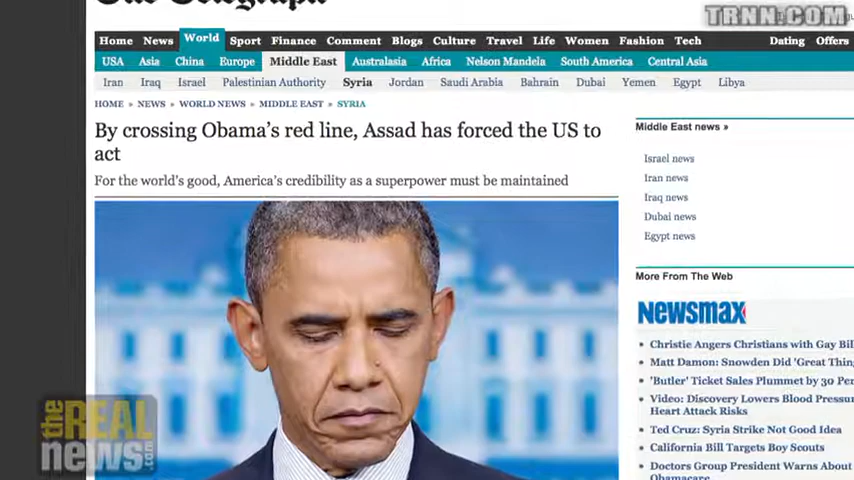 The Telegraph
TRNN.COM
Home News World Sport Finance Comment Blogs Culture Travel Life Women Fashion Tech Dating Offers
USA Asia China Europe Middle East Australasia Africa Nelson Mandela South America Central Asia
Iran Iraq Israel Palestinian Authority Syria Jordan Saudi Arabia Bahrain Dubai Yemen Egypt Libya
HOME » NEWS » WORLD NEWS » MIDDLE EAST » SYRIA
By crossing Obama's red line, Assad has forced the US to
act
For the world's good, America's credibility as a superpower must be maintained
Middle East news »
Israel news
Iran news
Iraq news
Dubai news
Egypt news
More From The Web
Newsmax
Christie Angers Christians with Gay Bil
Matt Damon: Snowden Did 'Great Thin
'Butler' Ticket Sales Plummet by 30 Per
Video: Discovery Lowers Blood Pressu
Heart Attack Risks
Ted Cruz: Syria Strike Not Good Idea
California Bill Targets Boy Scouts
Doctors Group President Warns About
Obamacare
the REAL
news.com